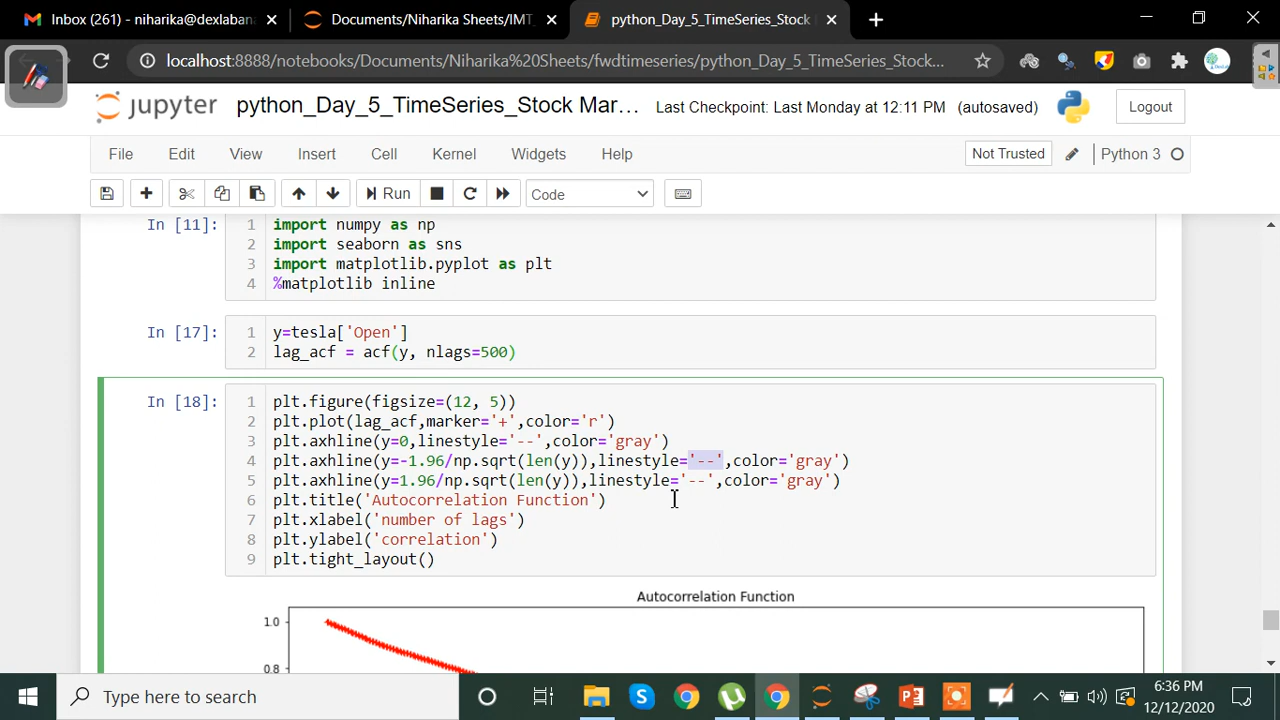 Inbox (261) - niharika@dexlabana
Documents/Niharika Sheets/IMT_
python_Day_5_TimeSeries_Stock
localhost:8888/notebooks/Documents/Niharika%20Sheets/fwdtimeseries/python_Day_5_TimeSeries_Stock...
jupyter python_Day_5_TimeSeries_Stock Mar... Last Checkpoint: Last Monday at 12:11 PM (autosaved) Logout
File Edit View Insert Cell Kernel Widgets Help Not Trusted Python 3
Run Code
In [11]: 1 import numpy as np
2 import seaborn as sns
3 import matplotlib.pyplot as plt
4 %matplotlib inline
In [17]: 1 y=tesla['Open']
2 lag_acf = acf(y, nlags=500)
In [18]: 1 plt.figure(figsize=(12, 5))
2 plt.plot(lag_acf,marker='+',color='r')
3 plt.axhline(y=0,linestyle='--',color='gray')
4 plt.axhline(y=-1.96/np.sqrt(len(y)),linestyle='--',color='gray')
5 plt.axhline(y=1.96/np.sqrt(len(y)),linestyle='--',color='gray')
6 plt.title('Autocorrelation Function')
7 plt.xlabel('number of lags')
8 plt.ylabel('correlation')
9 plt.tight_layout()
Autocorrelation Function
1.0
0.8
Type here to search
6:36 PM
12/12/2020